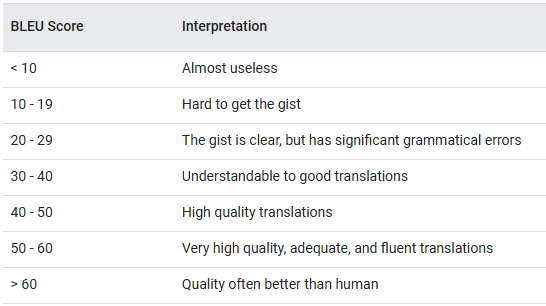 BLEU Score Interpretation
< 10 Almost useless
10 - 19 Hard to get the gist
20 - 29 The gist is clear, but has significant grammatical errors
30 - 40 Understandable to good translations
40 - 50 High quality translations
50 - 60 Very high quality, adequate, and fluent translations
> 60 Quality often better than human